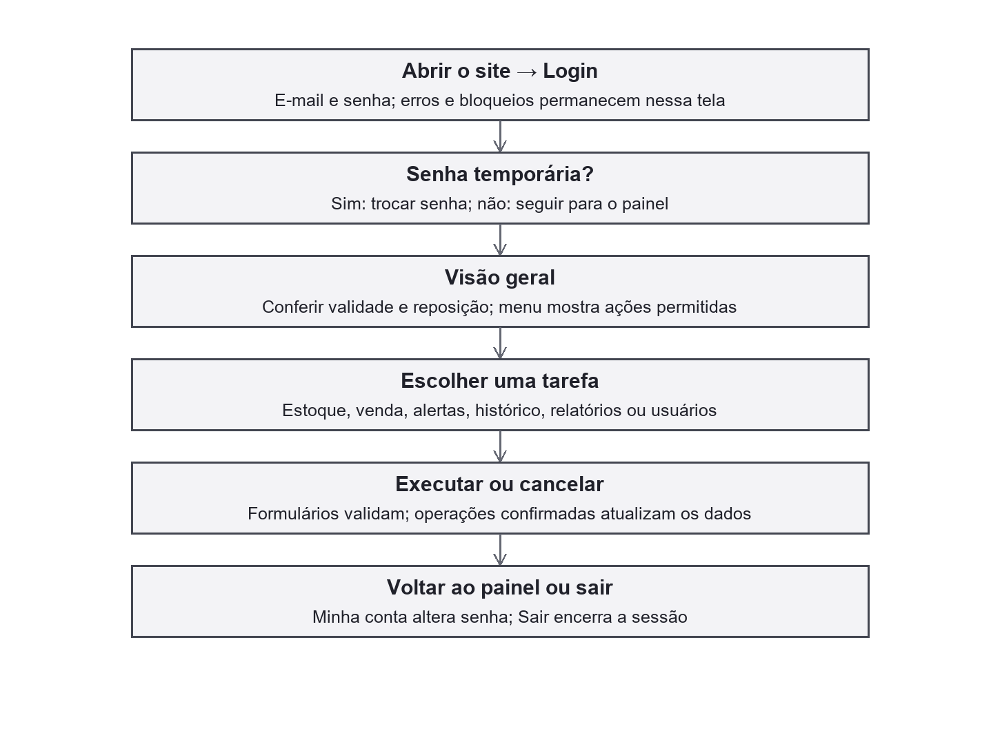 Abrir o site → Login
E-mail e senha; erros e bloqueios permanecem nessa tela
Senha temporária?
Sim: trocar senha; não: seguir para o painel
Visão geral
Conferir validade e reposição; menu mostra ações permitidas
Escolher uma tarefa
Estoque, venda, alertas, histórico, relatórios ou usuários
Executar ou cancelar
Formulários validam; operações confirmadas atualizam os dados
Voltar ao painel ou sair
Minha conta altera senha; Sair encerra a sessão